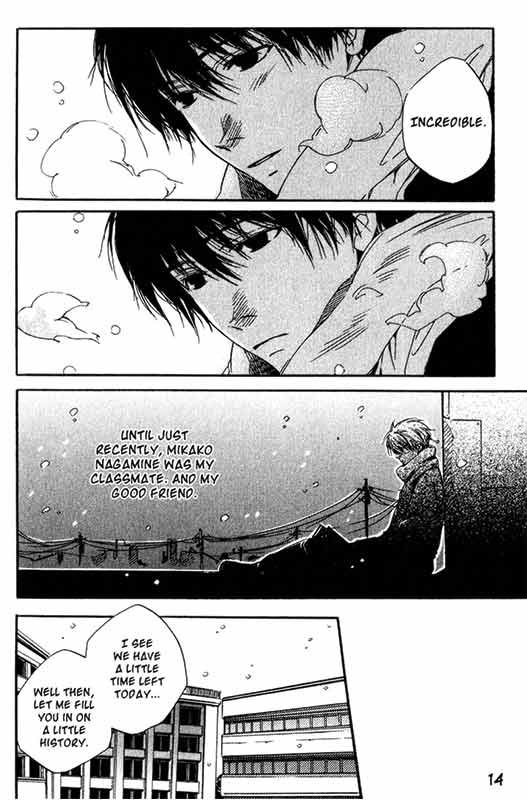 INCREDIBLE.
UNTIL JUST
RECENTLY, MIKAKO
NAGAMINE WAS MY
CLASSMATE. AND MY
GOOD FRIEND.
I SEE
WE HAVE
A LITTLE
TIME LEFT
TODAY...
WELL THEN,
LET ME FILL
YOU IN ON
A LITTLE
HISTORY.
14